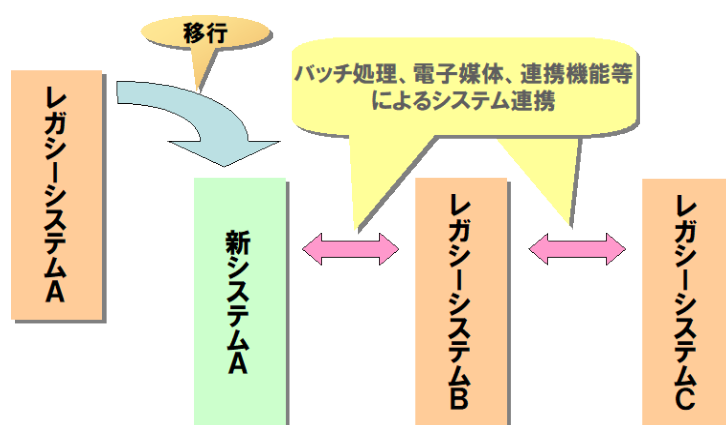 移行
バッチ処理、電子媒体、連携機能等
によるシステム連携
レガシーシステムA
新システムA
レガシーシステムB
レガシーシステムC